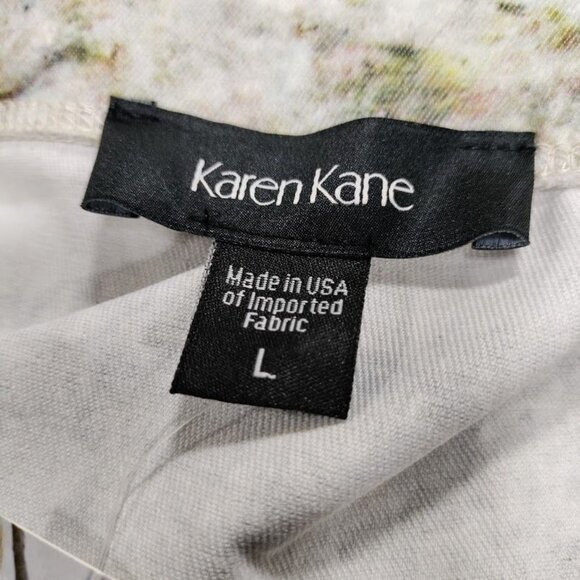 Karen Kane
Made in USA
of Imported
Fabric
L